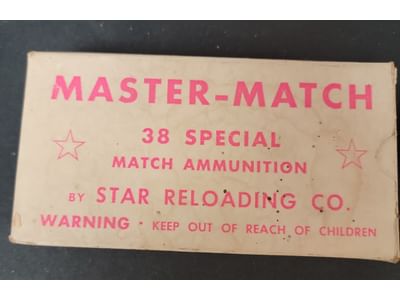 MASTER-MATCH
38 SPECIAL
MATCH AMMUNITION
BY STAR RELOADING CO.
WARNING • KEEP OUT OF REACH OF CHILDREN